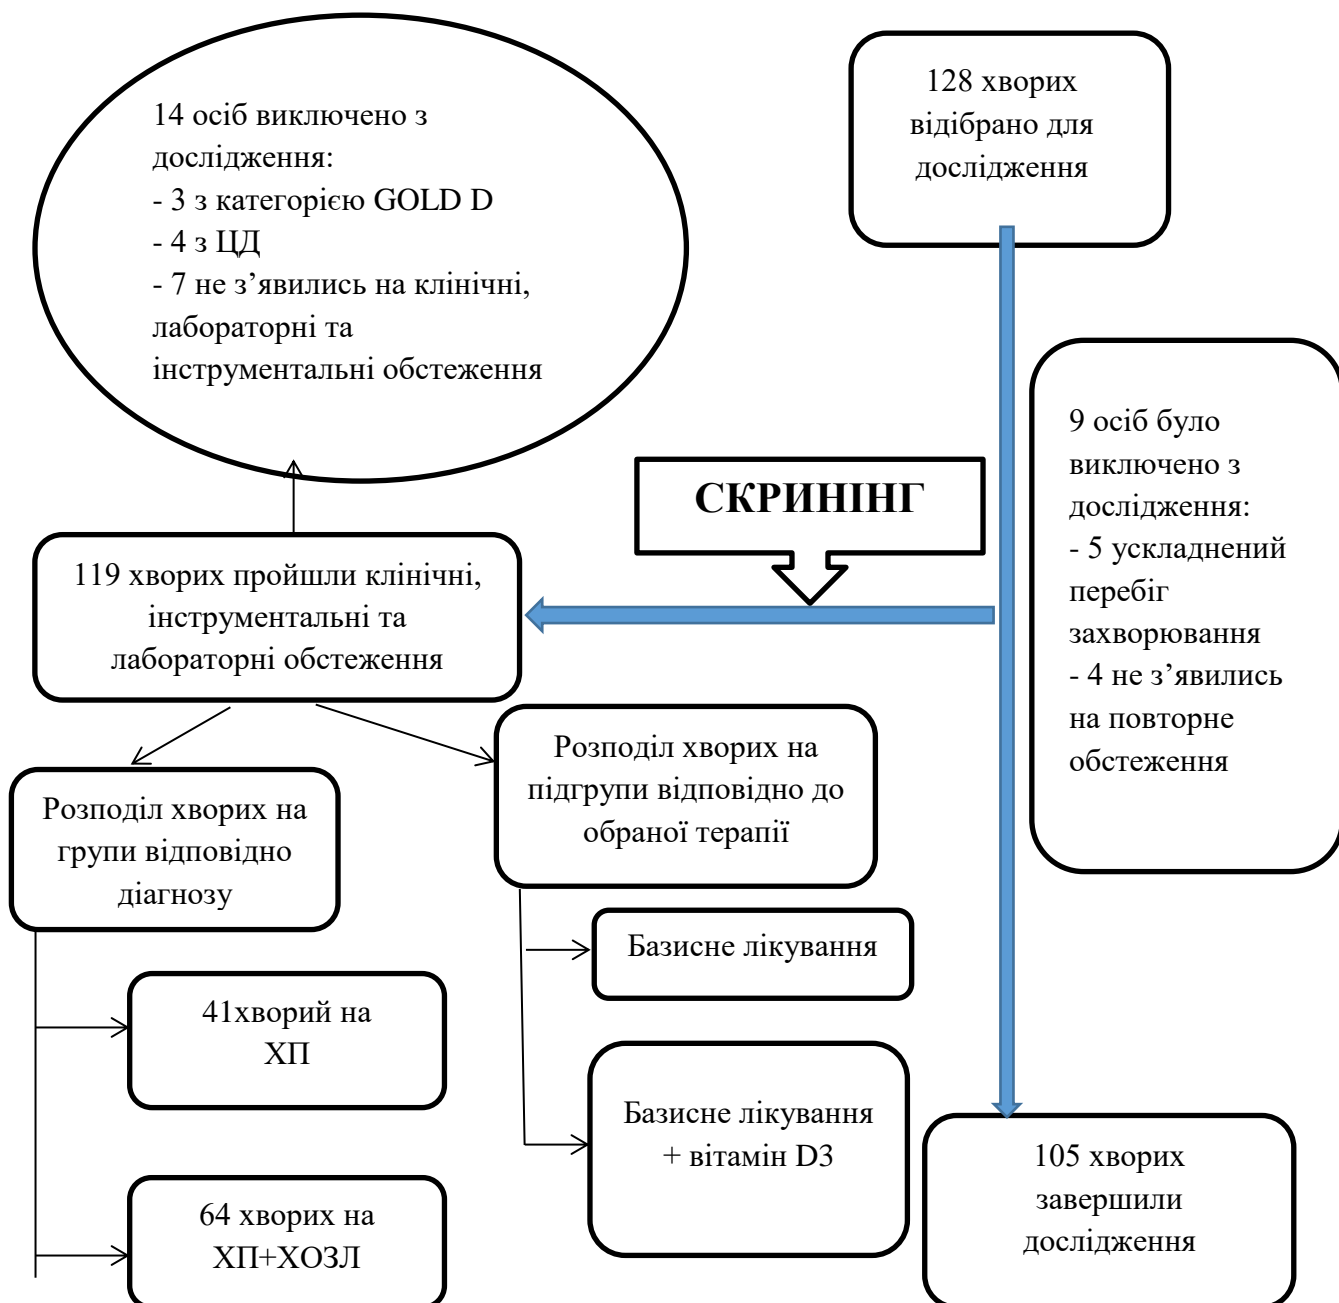 14 осіб виключено з
дослідження:
- 3 з категорією GOLD D
- 4 з ЦД
- 7 не з’явились на клінічні,
лабораторні та
інструментальні обстеження
128 хворих
відібрано для
дослідження
9 осіб було
виключено з
дослідження:
- 5 ускладнений
перебіг
захворювання
- 4 не з’явились
на повторне
обстеження
СКРИНІНГ
119 хворих пройшли клінічні,
інструментальні та
лабораторні обстеження
Розподіл хворих на
групи відповідно
діагнозу
41хворий на
ХП
64 хворих на
ХП+ХОЗЛ
Розподіл хворих на
підгрупи відповідно до
обраної терапії
Базисне лікування
Базисне лікування
+ вітамін D3
105 хворих
завершили
дослідження